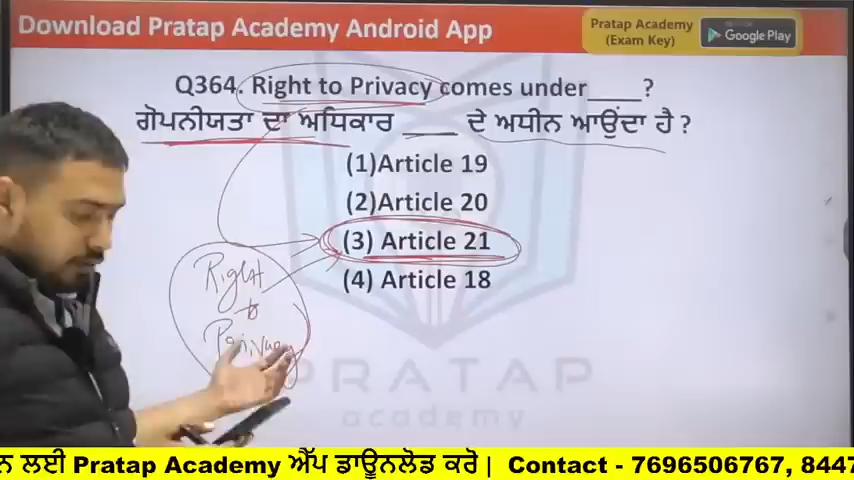 Download Pratap Academy Android App
Pratap Academy
(Exam Key)
Google Play
Q364. Right to Privacy comes under____?
ਗੋਪਨੀਯਤਾ ਦਾ ਅਧਿਕਾਰ ____ ਦੇ ਅਧੀਨ ਆਉਂਦਾ ਹੈ ?
(1)Article 19
(2)Article 20
(3) Article 21
(4) Article 18
Right
to
Privacy
PRATAP
academy
ਨ ਲਈ Pratap Academy ਐੱਪ ਡਾਊਨਲੋਡ ਕਰੋ | Contact - 7696506767, 8447